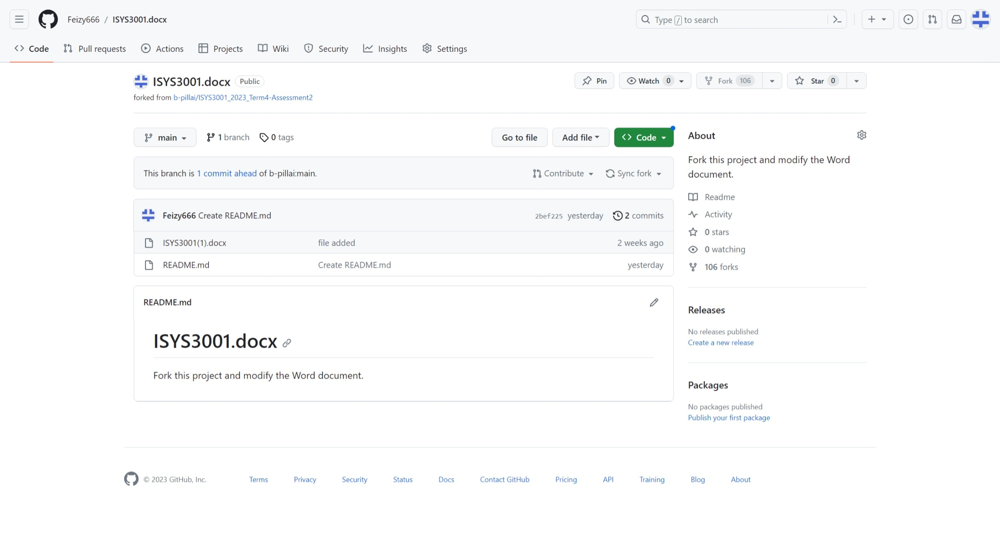 Feizy666 / ISYS3001.docx
Type / to search
Code
Pull requests
Actions
Projects
Wiki
Security
Insights
Settings
ISYS3001.docx Public
Pin
Watch 0
Fork 106
Star 0
forked from b-pillai/ISYS3001_2023_Term4-Assessment2
main
1 branch
0 tags
Go to file
Add file
Code
This branch is 1 commit ahead of b-pillai:main.
Contribute
Sync fork
Feizy666 Create README.md
2bef225 yesterday
2 commits
ISYS3001(1).docx file added 2 weeks ago
README.md Create README.md yesterday
README.md
ISYS3001.docx
Fork this project and modify the Word document.
About
Fork this project and modify the Word
document.
Readme
Activity
0 stars
0 watching
106 forks
Releases
No releases published
Create a new release
Packages
No packages published
Publish your first package
© 2023 GitHub, Inc.
Terms
Privacy
Security
Status
Docs
Contact GitHub
Pricing
API
Training
Blog
About